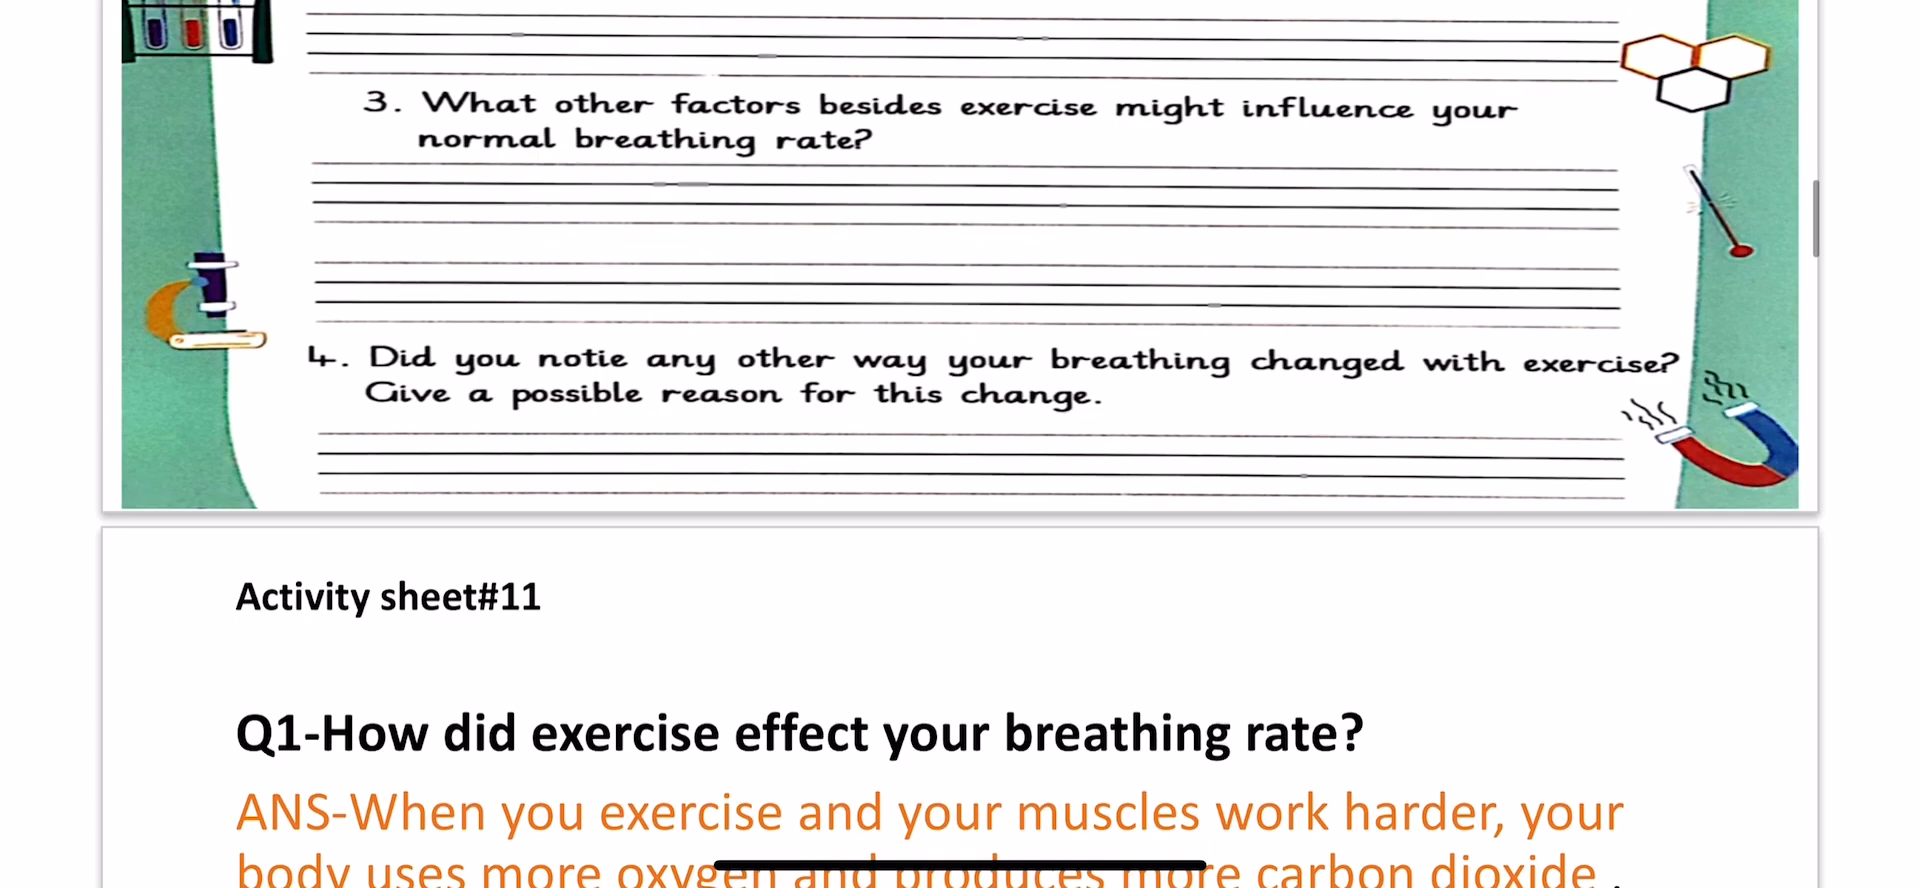 3. What other factors besides exercise might influence your
normal breathing rate?
4. Did you notie any other way your breathing changed with exercise?
Give a possible reason for this change.
Activity sheet#11
Q1-How did exercise effect your breathing rate?
ANS-When you exercise and your muscles work harder, your
body uses more oxygen and produces more carbon dioxide .